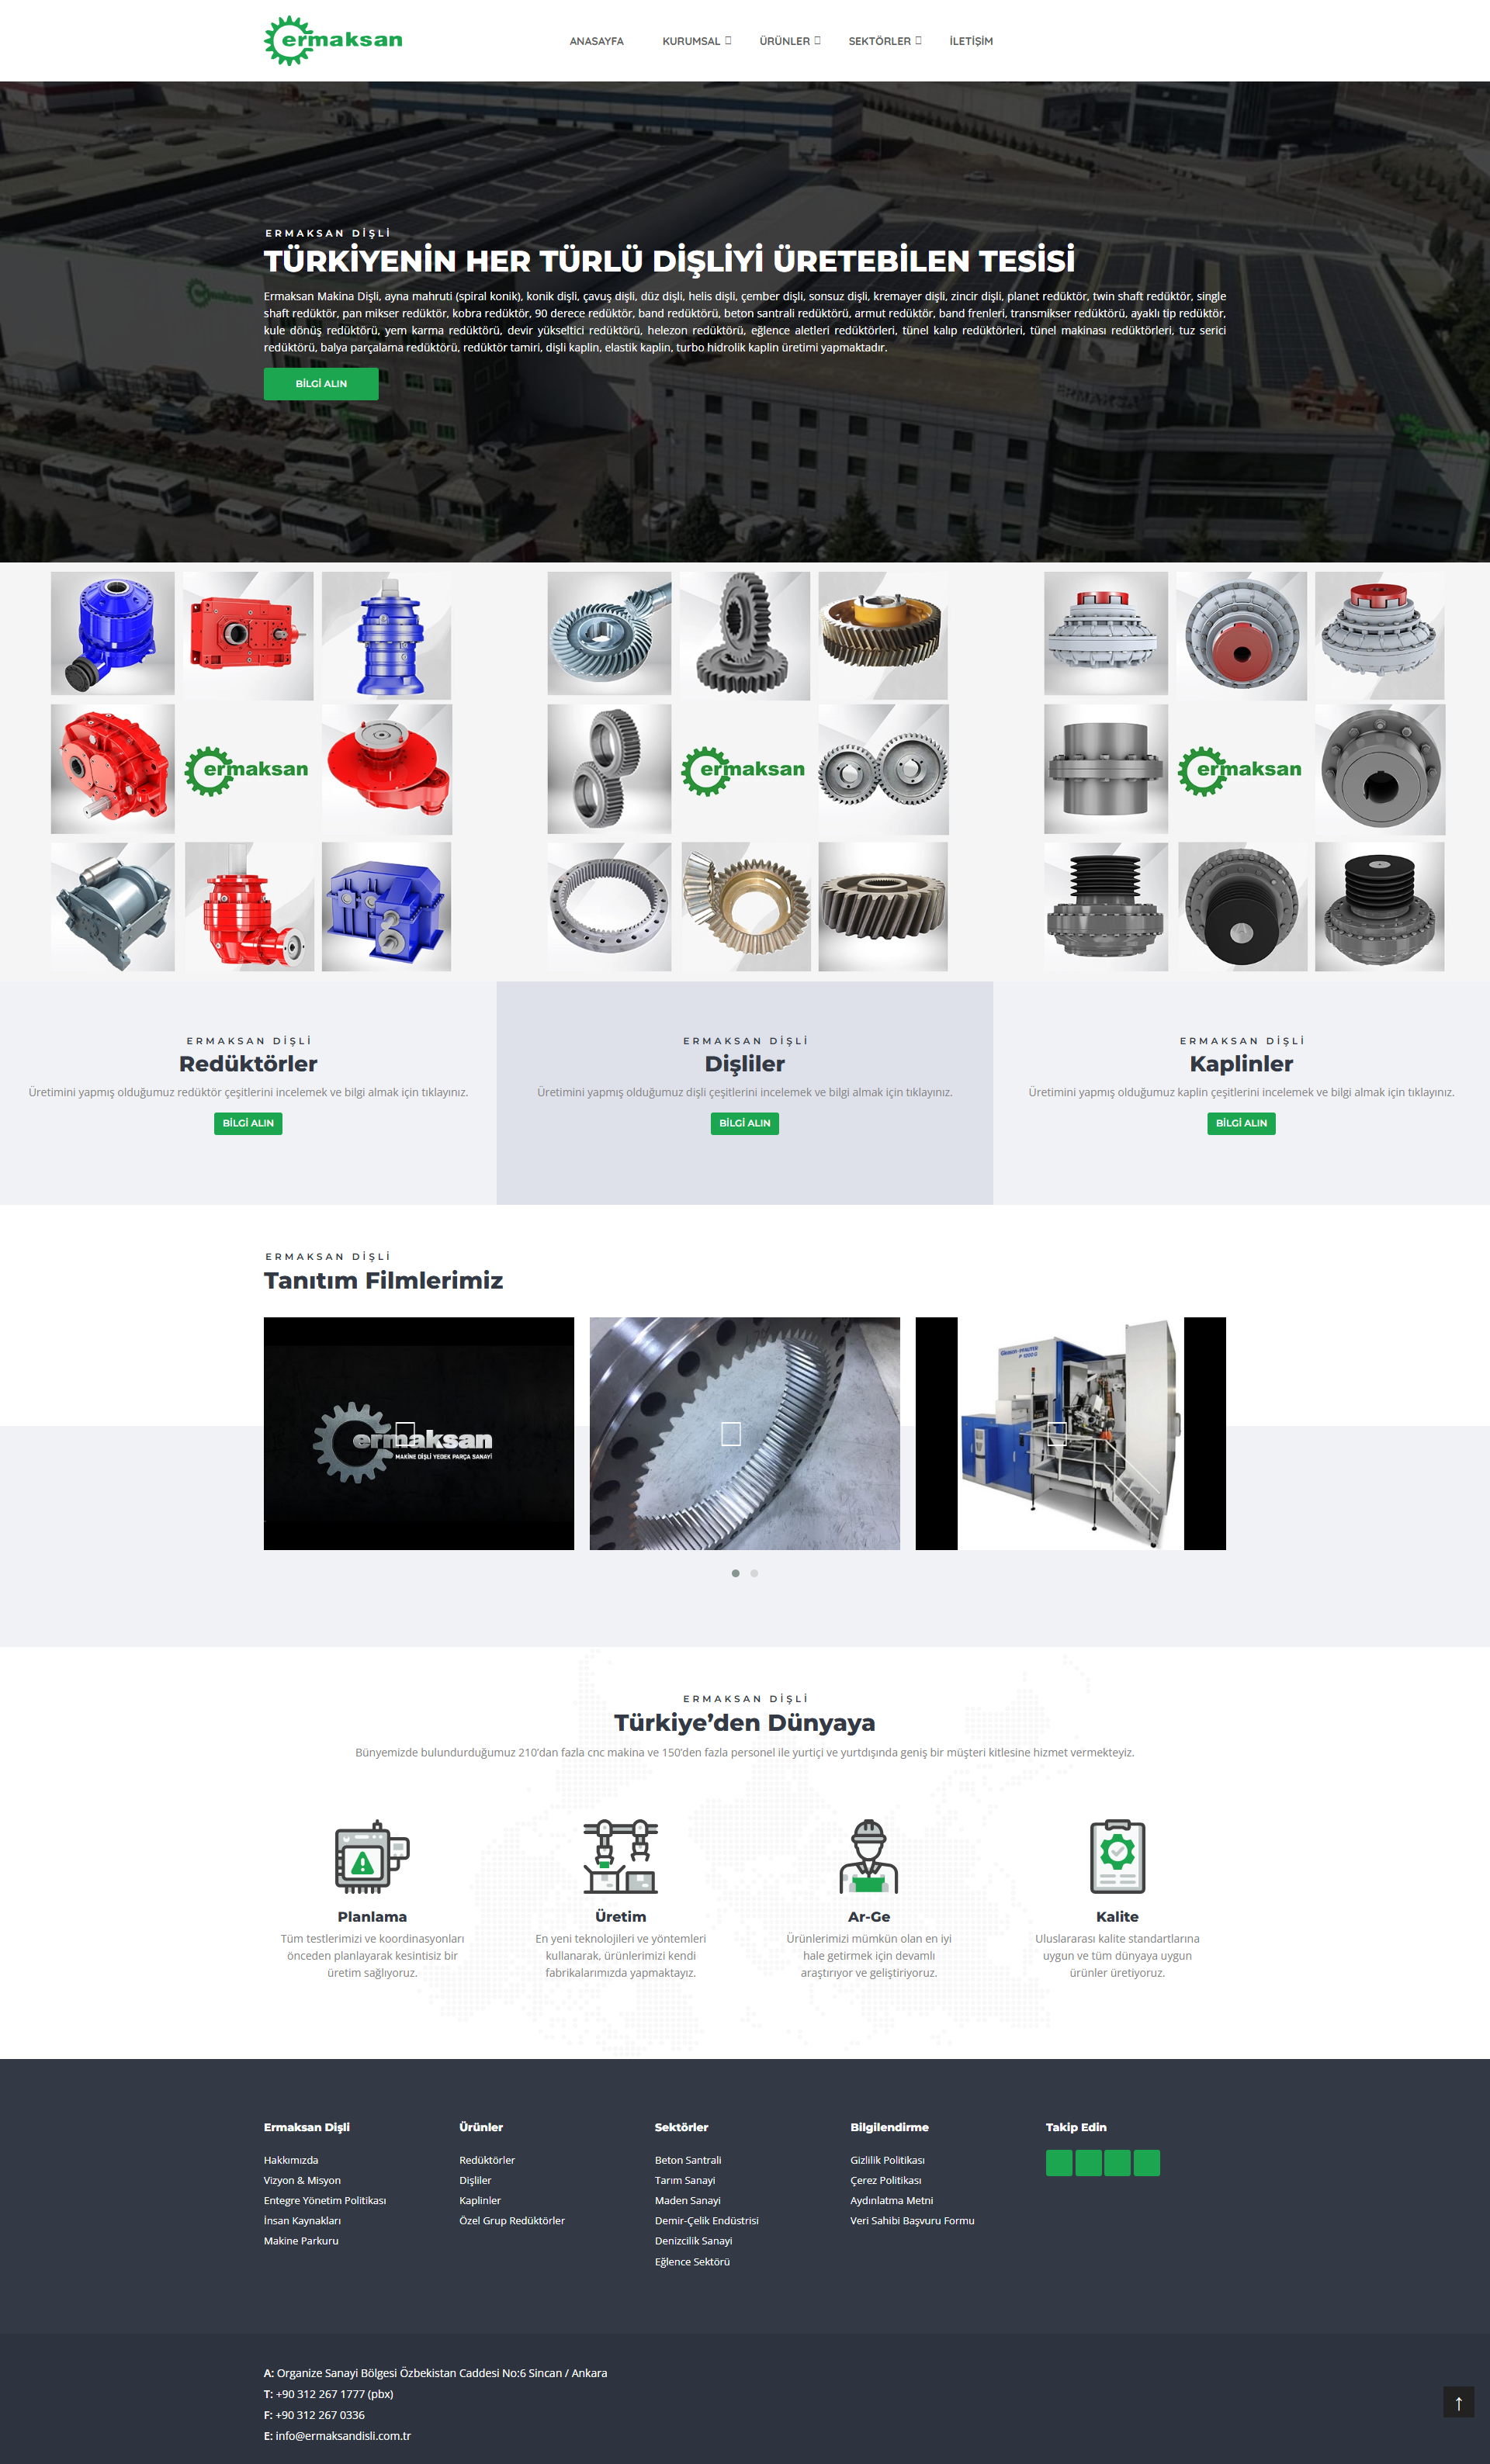 ermaksan
ANASAYFA KURUMSAL ÜRÜNLER SEKTÖRLER İLETİŞİM
ERMAKSAN DİŞLİ
TÜRKİYENİN HER TÜRLÜ DİŞLİYİ ÜRETEBİLEN TESİSİ
Ermaksan Makina Dişli, ayna mahruti (spiral konik), konik dişli, çavuş dişli, düz dişli, helis dişli, çember dişli, sonsuz dişli, kremayer dişli, zincir dişli, planet redüktör, twin shaft redüktör, single
shaft redüktör, pan mikser redüktör, kobra redüktör, 90 derece redüktör, band redüktörü, beton santrali redüktörü, armut redüktör, band frenleri, transmikser redüktörü, ayaklı tip redüktör,
kule dönüş redüktörü, yem karma redüktörü, devir yükseltici redüktörü, helezon redüktörü, eğlence aletleri redüktörleri, tünel kalıp redüktörleri, tünel makinası redüktörleri, tuz serici
redüktörü, balya parçalama redüktörü, redüktör tamiri, dişli kaplin, elastik kaplin, turbo hidrolik kaplin üretimi yapmaktadır.
BİLGİ ALIN
ermaksan
ermaksan
ermaksan
ERMAKSAN DİŞLİ
Redüktörler
Üretimini yapmış olduğumuz redüktör çeşitlerini incelemek ve bilgi almak için tıklayınız.
BİLGİ ALIN
ERMAKSAN DİŞLİ
Dişliler
Üretimini yapmış olduğumuz dişli çeşitlerini incelemek ve bilgi almak için tıklayınız.
BİLGİ ALIN
ERMAKSAN DİŞLİ
Kaplinler
Üretimini yapmış olduğumuz kaplin çeşitlerini incelemek ve bilgi almak için tıklayınız.
BİLGİ ALIN
ERMAKSAN DİŞLİ
Tanıtım Filmlerimiz
ermaksan
MAKİNE DİŞLİ YEDEK PARÇA SANAYİ
ERMAKSAN DİŞLİ
Türkiye’den Dünyaya
Bünyemizde bulundurduğumuz 210’dan fazla cnc makina ve 150’den fazla personel ile yurtiçi ve yurtdışında geniş bir müşteri kitlesine hizmet vermekteyiz.
Planlama
Tüm testlerimizi ve koordinasyonları
önceden planlayarak kesintisiz bir
üretim sağlıyoruz.
Üretim
En yeni teknolojileri ve yöntemleri
kullanarak, ürünlerimizi kendi
fabrikalarımızda yapmaktayız.
Ar-Ge
Ürünlerimizi mümkün olan en iyi
hale getirmek için devamlı
araştırıyor ve geliştiriyoruz.
Kalite
Uluslararası kalite standartlarına
uygun ve tüm dünyaya uygun
ürünler üretiyoruz.
Ermaksan Dişli
Hakkımızda
Vizyon & Misyon
Entegre Yönetim Politikası
İnsan Kaynakları
Makine Parkuru
Ürünler
Redüktörler
Dişliler
Kaplinler
Özel Grup Redüktörler
Sektörler
Beton Santrali
Tarım Sanayi
Maden Sanayi
Demir-Çelik Endüstrisi
Denizcilik Sanayi
Eğlence Sektörü
Bilgilendirme
Gizlilik Politikası
Çerez Politikası
Aydınlatma Metni
Veri Sahibi Başvuru Formu
Takip Edin
A: Organize Sanayi Bölgesi Özbekistan Caddesi No:6 Sincan / Ankara
T: +90 312 267 1777 (pbx)
F: +90 312 267 0336
E: info@ermaksandisli.com.tr